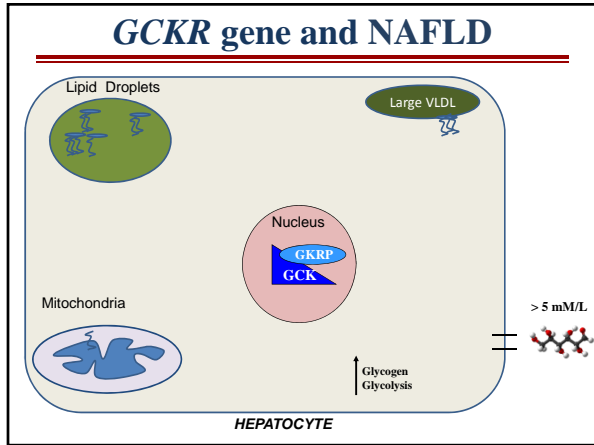 GCKR gene and NAFLD
Lipid Droplets
Large VLDL
Nucleus
GKRP
GCK
Mitochondria
> 5 mM/L
Glycogen
Glycolysis
HEPATOCYTE